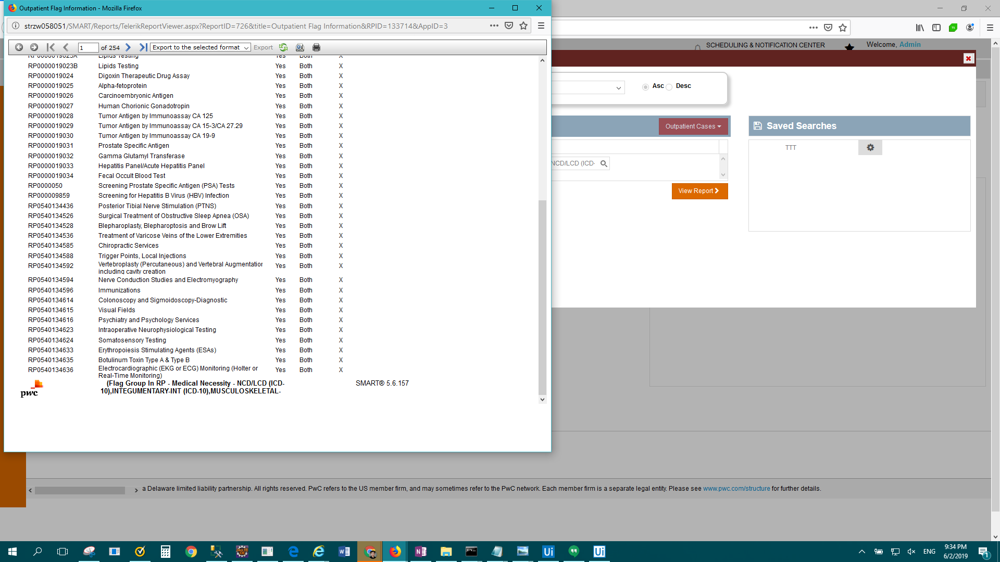 Outpatient Flag Information - Mozilla Firefox
strzw058051/SMART/Reports/TelerikReportViewer.aspx?ReportID=726&title=Outpatient Flag Information&RPID=133714&AppID=3
1 of 254 Export to the selected format Export
RP0000019023A Lipids Testing Yes Both X
RP0000019023B Lipids Testing Yes Both X
RP0000019024 Digoxin Therapeutic Drug Assay Yes Both X
RP0000019025 Alpha-fetoprotein Yes Both X
RP0000019026 Carcinoembryonic Antigen Yes Both X
RP0000019027 Human Chorionic Gonadotropin Yes Both X
RP0000019028 Tumor Antigen by Immunoassay CA 125 Yes Both X
RP0000019029 Tumor Antigen by Immunoassay CA 15-3/CA 27.29 Yes Both X
RP0000019030 Tumor Antigen by Immunoassay CA 19-9 Yes Both X
RP0000019031 Prostate Specific Antigen Yes Both X
RP0000019032 Gamma Glutamyl Transferase Yes Both X
RP0000019033 Hepatitis Panel/Acute Hepatitis Panel Yes Both X
RP0000019034 Fecal Occult Blood Test Yes Both X
RP0000050 Screening Prostate Specific Antigen (PSA) Tests Yes Both X
RP000009859 Screening for Hepatitis B Virus (HBV) Infection Yes Both X
RP0540134436 Posterior Tibial Nerve Stimulation (PTNS) Yes Both X
RP0540134526 Surgical Treatment of Obstructive Sleep Apnea (OSA) Yes Both X
RP0540134528 Blepharoplasty, Blepharoptosis and Brow Lift Yes Both X
RP0540134536 Treatment of Varicose Veins of the Lower Extremities Yes Both X
RP0540134585 Chiropractic Services Yes Both X
RP0540134588 Trigger Points, Local Injections Yes Both X
RP0540134592 Vertebroplasty (Percutaneous) and Vertebral Augmentation Yes Both X
including cavity creation
RP0540134594 Nerve Conduction Studies and Electromyography Yes Both X
RP0540134596 Immunizations Yes Both X
RP0540134614 Colonoscopy and Sigmoidoscopy-Diagnostic Yes Both X
RP0540134615 Visual Fields Yes Both X
RP0540134616 Psychiatry and Psychology Services Yes Both X
RP0540134623 Intraoperative Neurophysiological Testing Yes Both X
RP0540134624 Somatosensory Testing Yes Both X
RP0540134633 Erythropoiesis Stimulating Agents (ESAs) Yes Both X
RP0540134635 Botulinum Toxin Type A & Type B Yes Both X
RP0540134636 Electrocardiographic (EKG or ECG) Monitoring (Holter or Yes Both X
Real-Time Monitoring)
pwc
(Flag Group In RP - Medical Necessity - NCD/LCD (ICD-
10),INTEGUMENTARY-INT (ICD-10),MUSCULOSKELETAL-
SMART® 5.6.157
SCHEDULING & NOTIFICATION CENTER
Welcome, Admin
Asc Desc
Outpatient Cases
Saved Searches
TTT
NCD/LCD (ICD-
View Report
a Delaware limited liability partnership. All rights reserved. PwC refers to the US member firm, and may sometimes refer to the PwC network. Each member firm is a separate legal entity. Please see www.pwc.com/structure for further details.
ENG
9:34 PM
6/2/2019
1